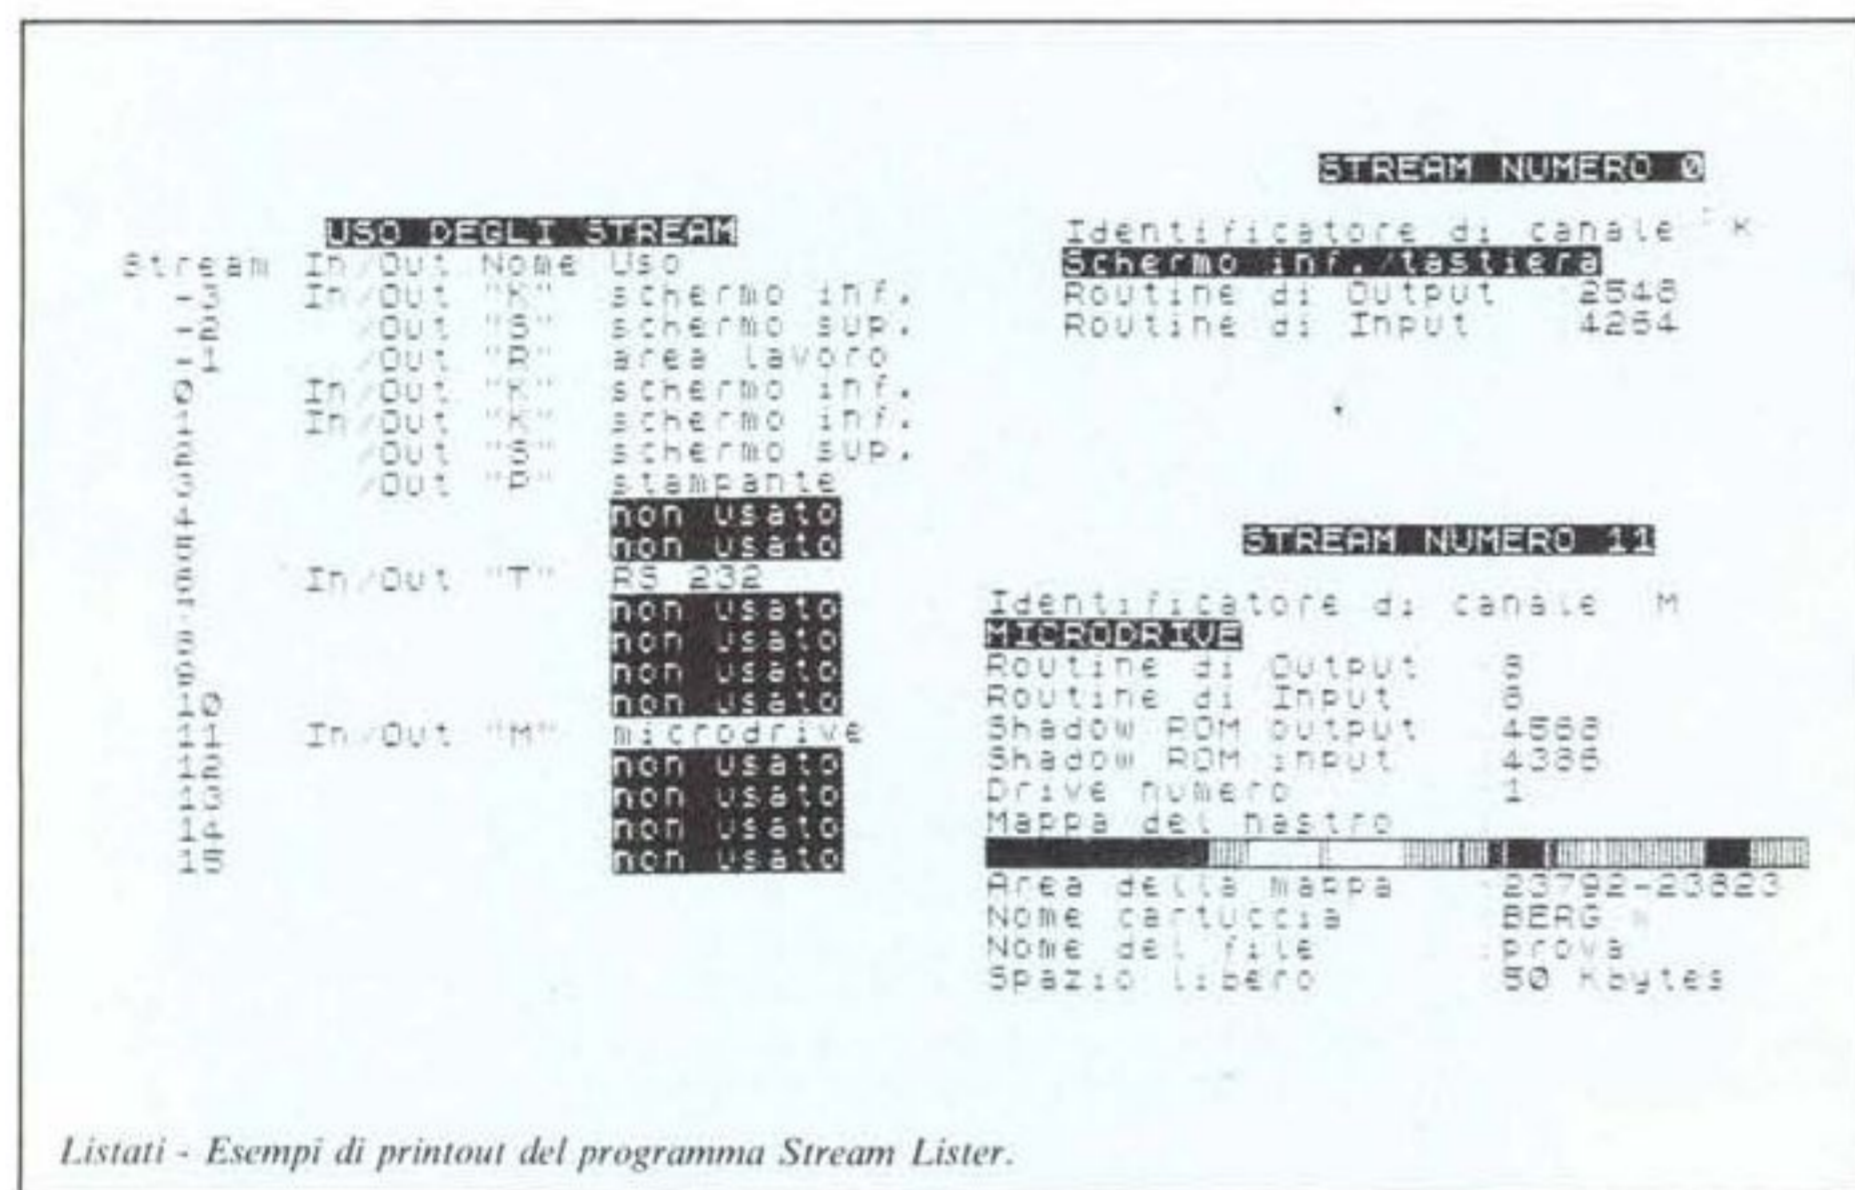 USO DEGLI STREAM
Stream In/Out Nome Uso
-3 In/Out "K" schermo inf.
-2 /Out "S" schermo sup.
-1 /Out "R" area lavoro
0 In/Out "K" schermo inf.
1 In/Out "K" schermo inf.
2 /Out "S" schermo sup.
3 /Out "P" stampante
4 non usato
5 non usato
6 In/Out "T" RS 232
7 non usato
8 non usato
9 non usato
10 non usato
11 In/Out "M" microdrive
12 non usato
13 non usato
14 non usato
15 non usato
STREAM NUMERO 0
Identificatore di canale K
Schermo inf./tastiera
Routine di Output 2548
Routine di Input 4264
STREAM NUMERO 11
Identificatore di canale M
MICRODRIVE
Routine di Output 8
Routine di Input 8
Shadow ROM output 4568
Shadow ROM input 4386
Drive numero 1
Mappa del nastro
Area della mappa 23792-23823
Nome cartuccia BERG
Nome del file prova
Spazio libero 50 Kbytes
Listati - Esempi di printout del programma Stream Lister.